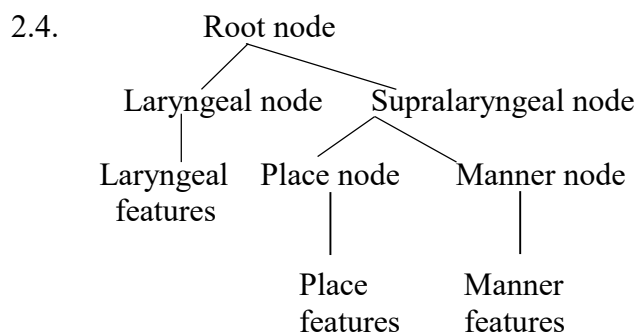 2.4. Root node
Laryngeal node Supralaryngeal node
Laryngeal Place node Manner node
features
Place Manner
features features